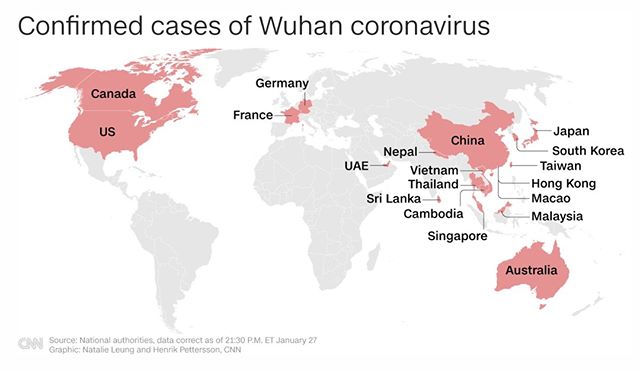 Confirmed cases of Wuhan coronavirus
Germany
Canada
France
US
Japan
China
South Korea
Nepal
Taiwan
UAE
Vietnam
Thailand
Hong Kong
Sri Lanka
Macao
Cambodia
Malaysia
Singapore
Australia
CNN
Source: National authorities, data correct as of 21:30 P.M. ET January 27
Graphic: Natalie Leung and Henrik Pettersson, CNN